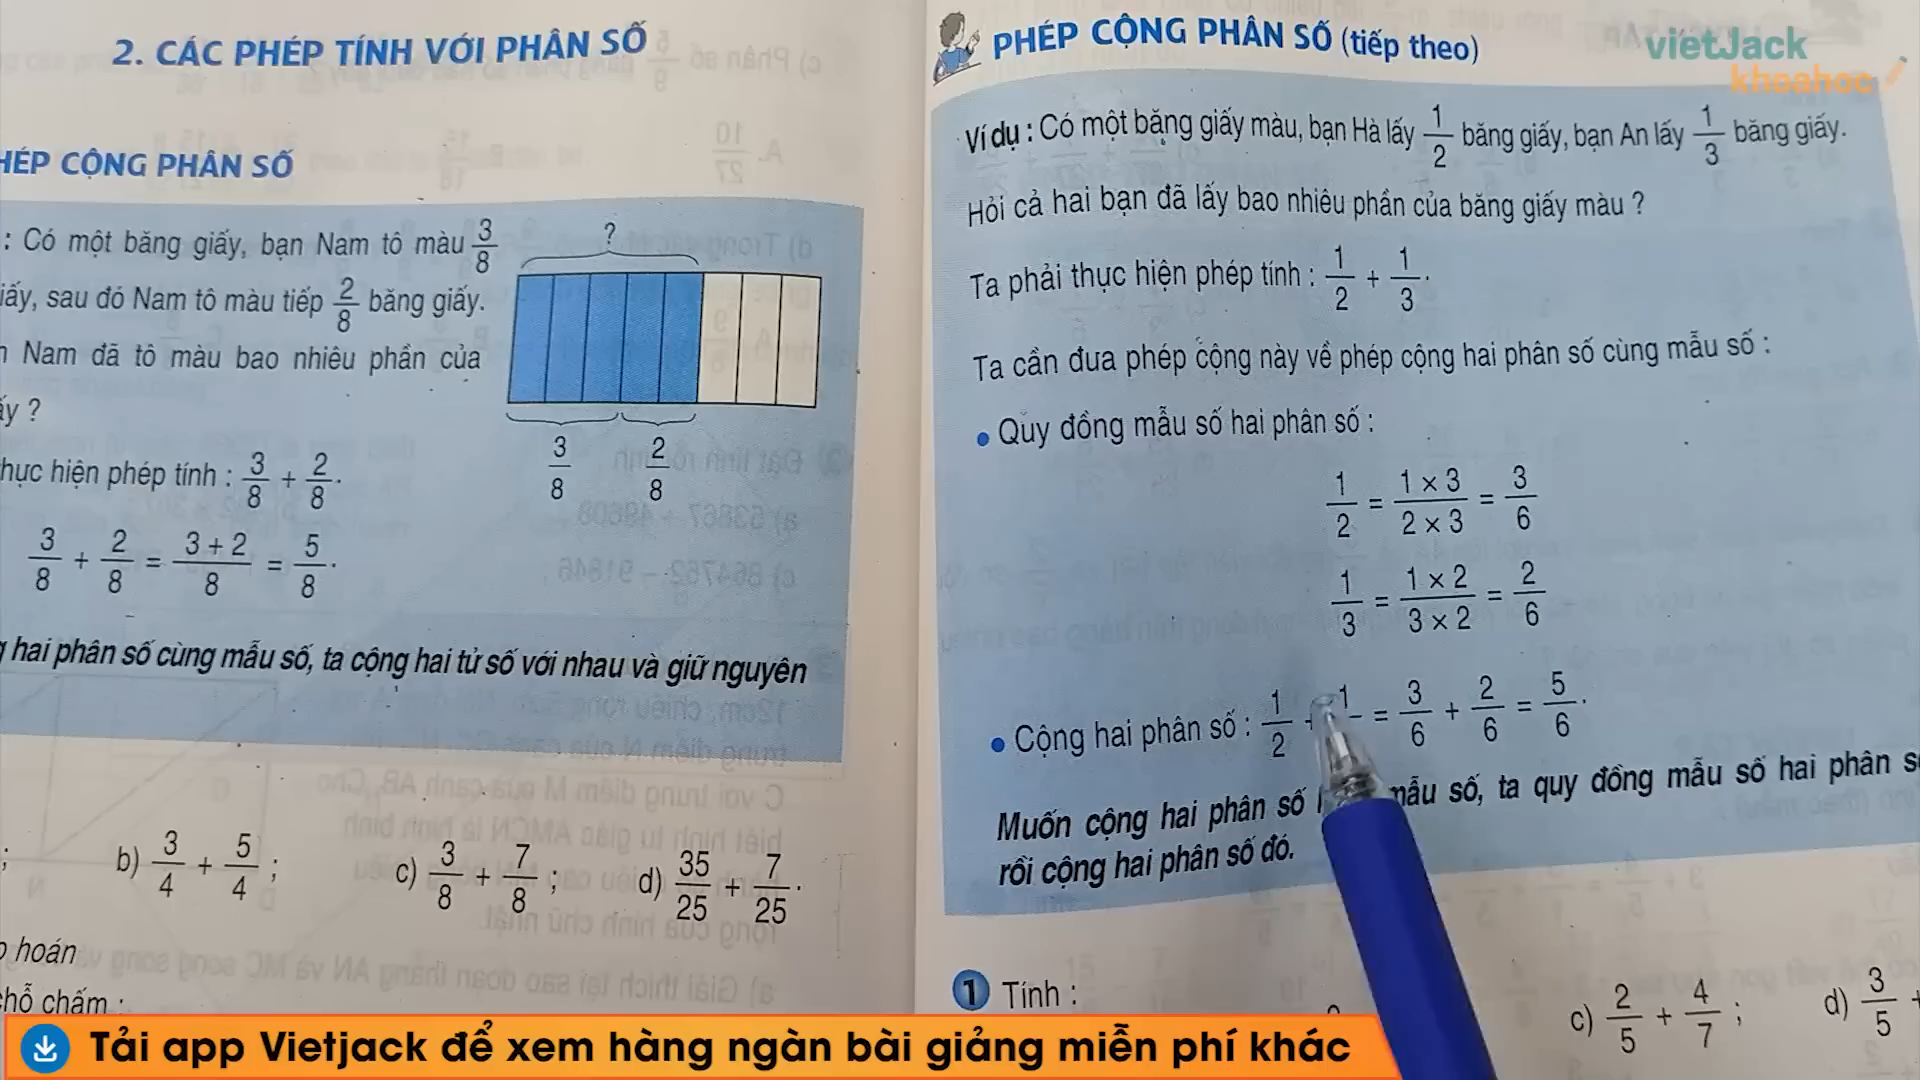 2. CÁC PHÉP TÍNH VỚI PHÂN SỐ
PHÉP CỘNG PHÂN SỐ
: Có một băng giấy, bạn Nam tô màu 3/8
giấy, sau đó Nam tô màu tiếp 2/8 băng giấy.
Nam đã tô màu bao nhiêu phần của
?
?
3/8 2/8
thực hiện phép tính : 3/8 + 2/8.
3/8 + 2/8 = (3 + 2)/8 = 5/8.
hai phân số cùng mẫu số, ta cộng hai tử số với nhau và giữ nguyên
; b) 3/4 + 5/4 ; c) 3/8 + 7/8 ; d) 35/25 + 7/25.
hoán
chỗ chấm :
PHÉP CỘNG PHÂN SỐ (tiếp theo)
vietJack
khoahoc
Ví dụ : Có một băng giấy màu, bạn Hà lấy 1/2 băng giấy, bạn An lấy 1/3 băng giấy.
Hỏi cả hai bạn đã lấy bao nhiêu phần của băng giấy màu ?
Ta phải thực hiện phép tính : 1/2 + 1/3.
Ta cần đưa phép cộng này về phép cộng hai phân số cùng mẫu số :
• Quy đồng mẫu số hai phân số :
1/2 = (1 × 3)/(2 × 3) = 3/6
1/3 = (1 × 2)/(3 × 2) = 2/6
• Cộng hai phân số : 1/2 + 1 = 3/6 + 2/6 = 5/6.
Muốn cộng hai phân số mẫu số, ta quy đồng mẫu số hai phân
rồi cộng hai phân số đó.
1 Tính :
c) 2/5 + 4/7 ; d) 3/5 +
Tải app Vietjack để xem hàng ngàn bài giảng miễn phí khác